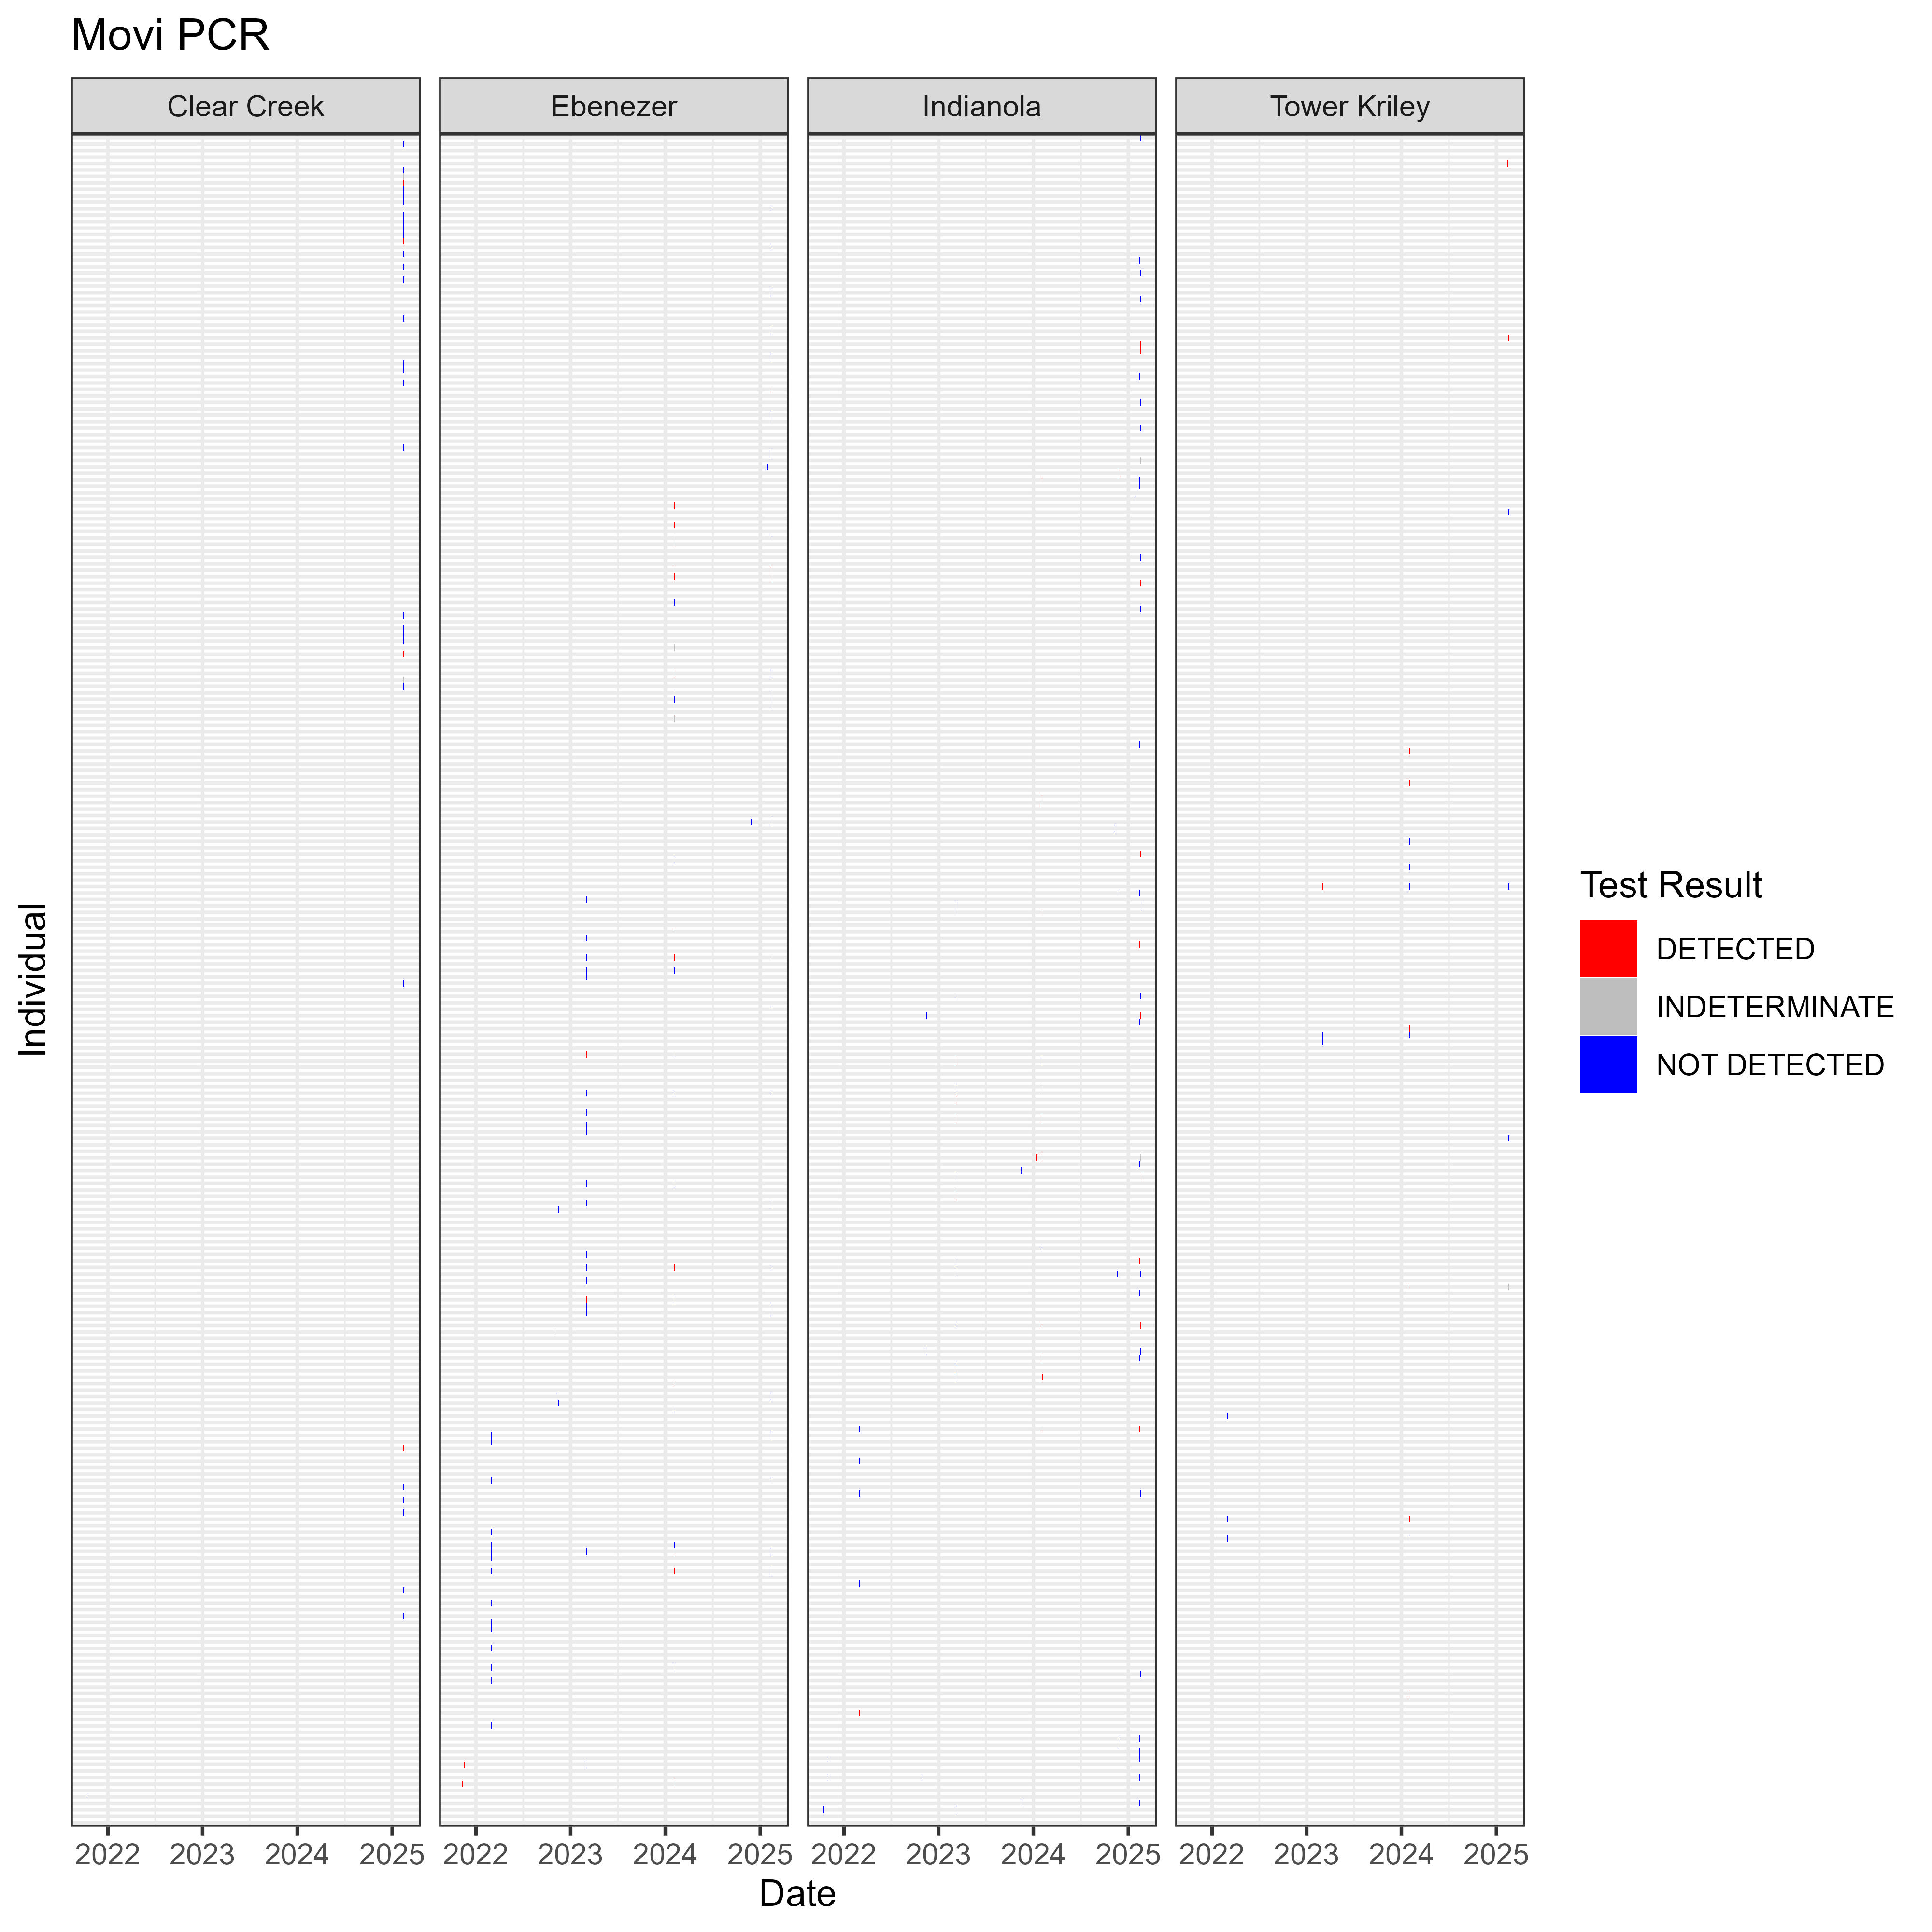 Movi PCR
Clear Creek
Ebenezer
Indianola
Tower Kriley
Individual
2022 2023 2024 2025
2022 2023 2024 2025
2022 2023 2024 2025
2022 2023 2024 2025
Date
Test Result
DETECTED
INDETERMINATE
NOT DETECTED